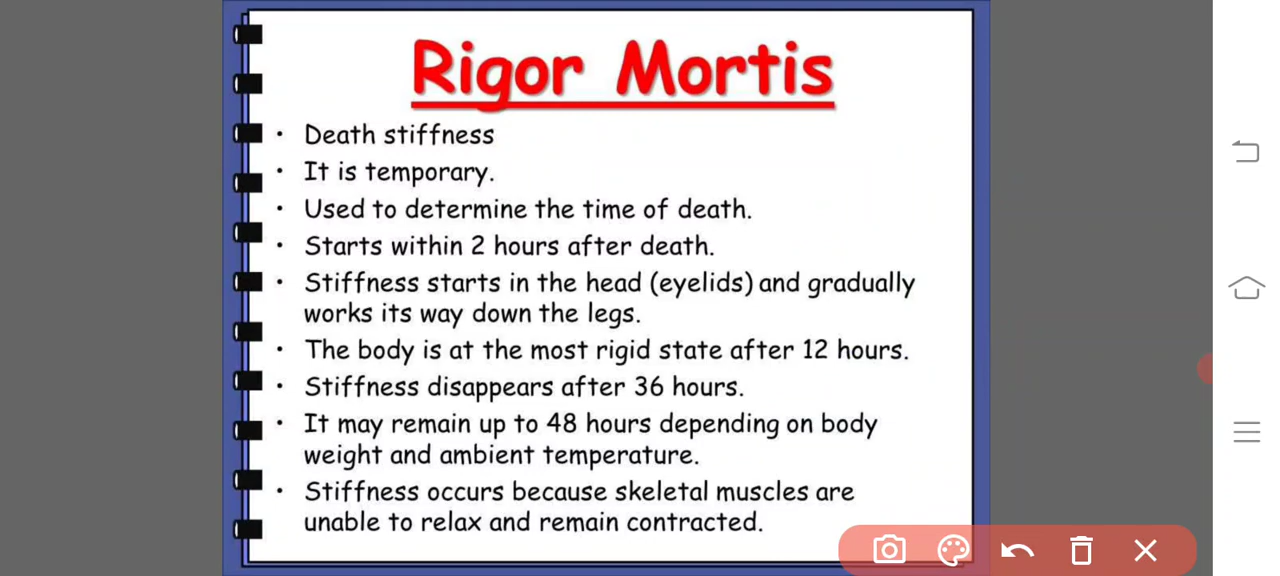 Rigor Mortis
• Death stiffness
• It is temporary.
• Used to determine the time of death.
• Starts within 2 hours after death.
• Stiffness starts in the head (eyelids) and gradually
works its way down the legs.
• The body is at the most rigid state after 12 hours.
• Stiffness disappears after 36 hours.
• It may remain up to 48 hours depending on body
weight and ambient temperature.
• Stiffness occurs because skeletal muscles are
unable to relax and remain contracted.